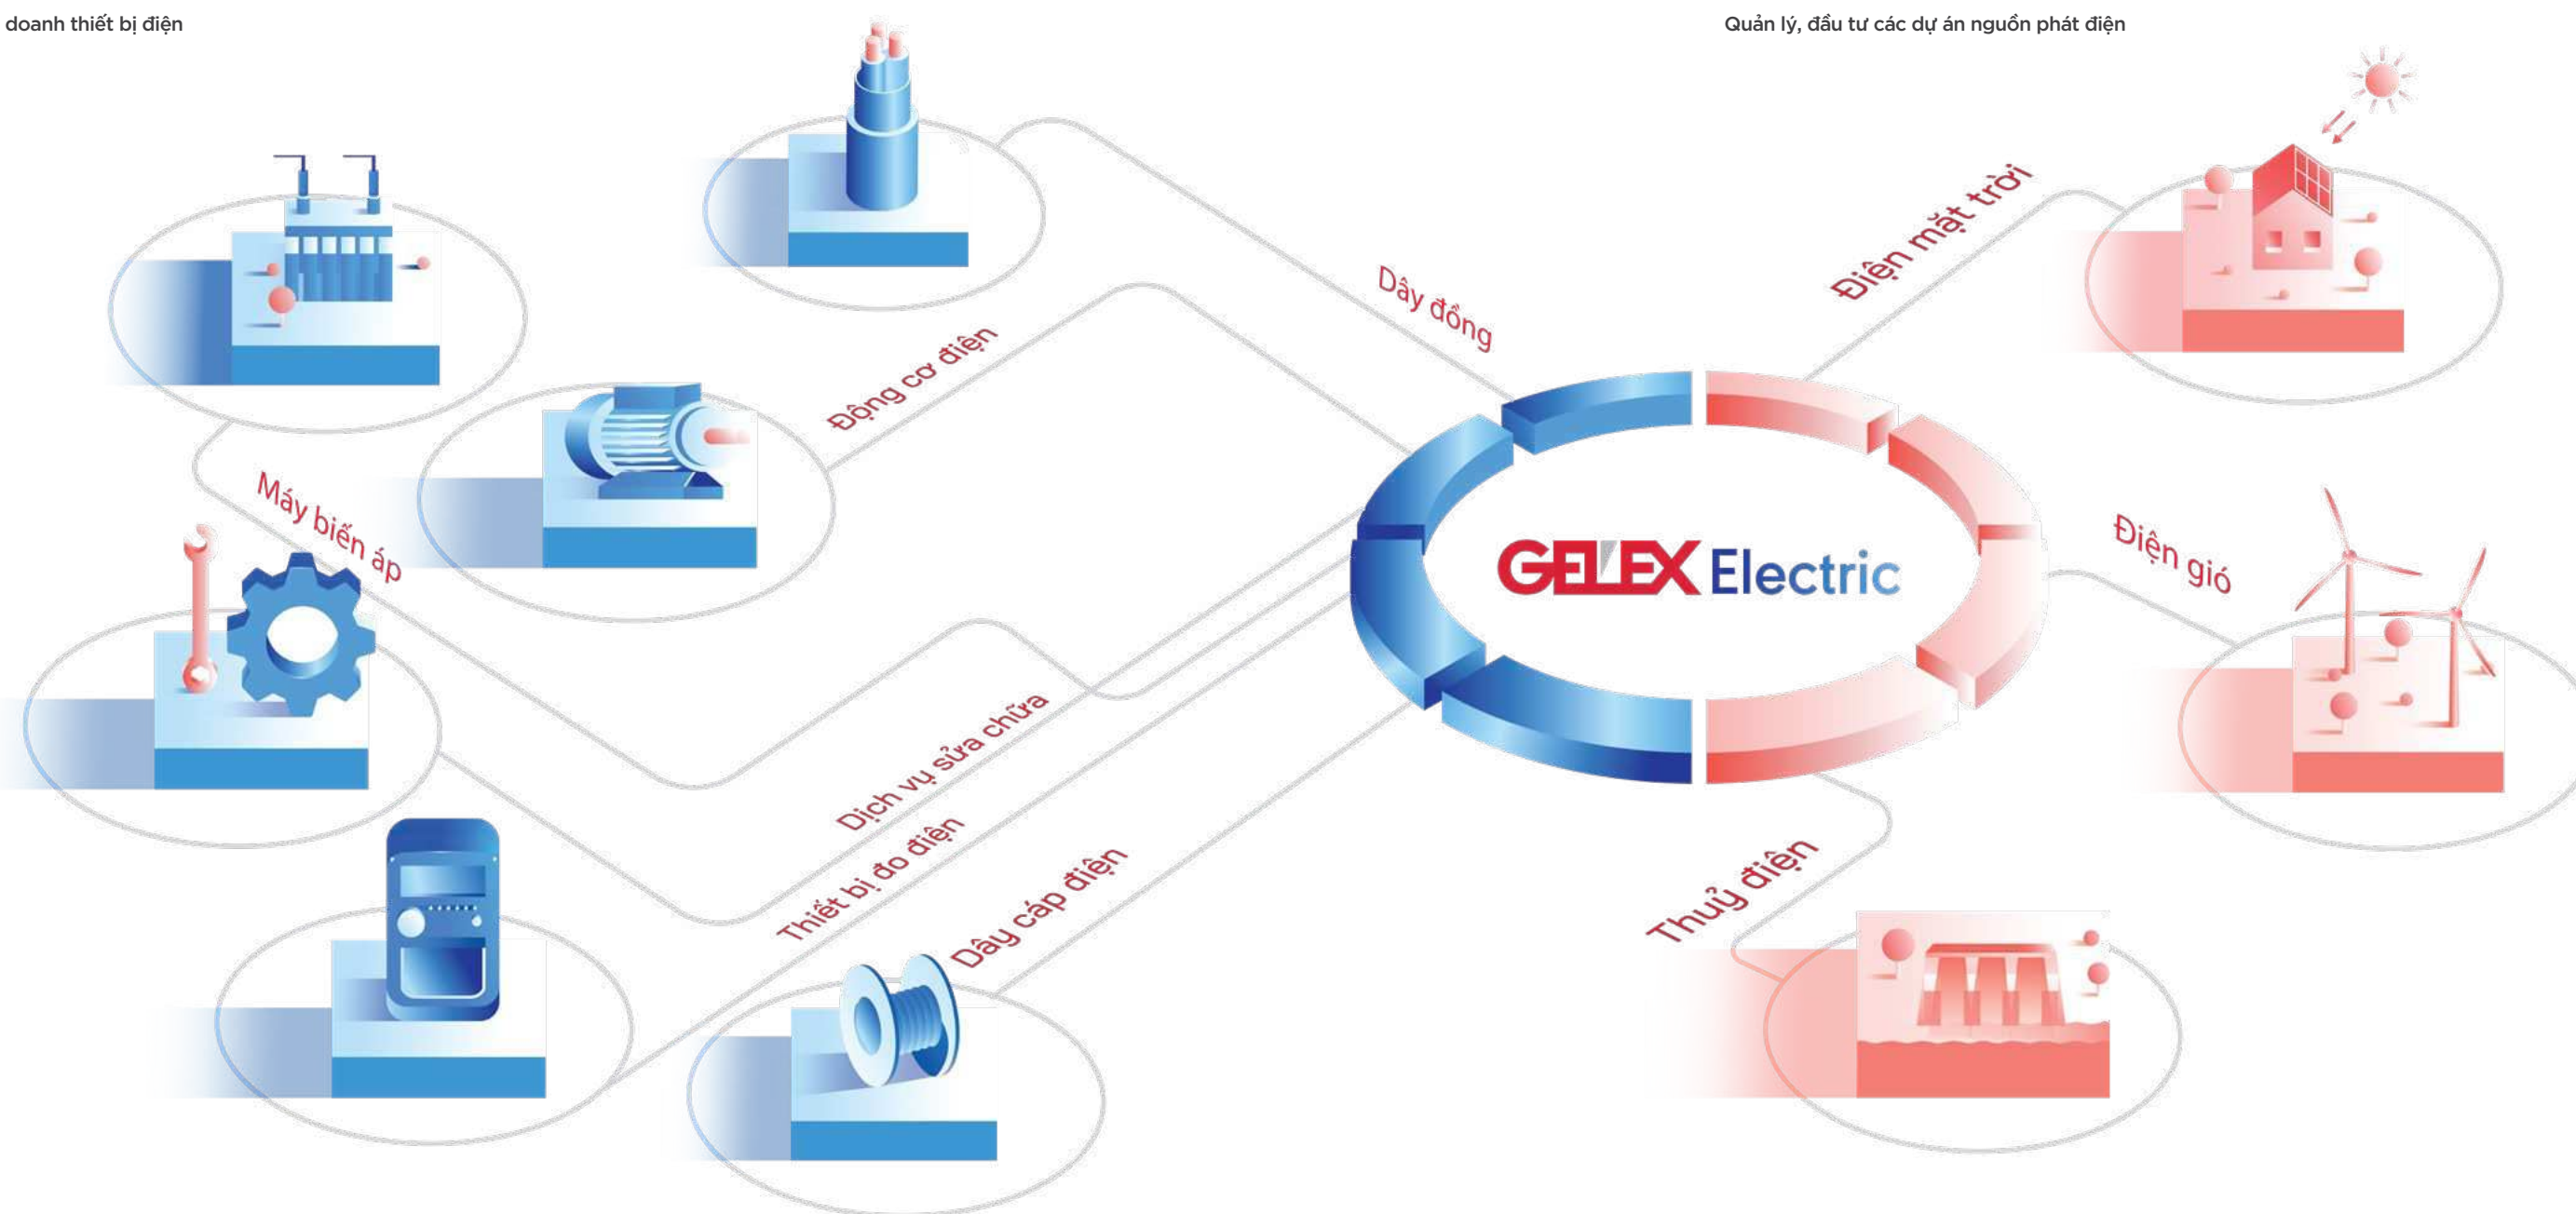 doanh thiết bị điện
Quản lý, đầu tư các dự án nguồn phát điện
Dây đồng
Điện mặt trời
Động cơ điện
Máy biến áp
GELEX Electric
Điện gió
Dịch vụ sửa chữa
Thiết bị đo điện
Dây cáp điện
Thuỷ điện